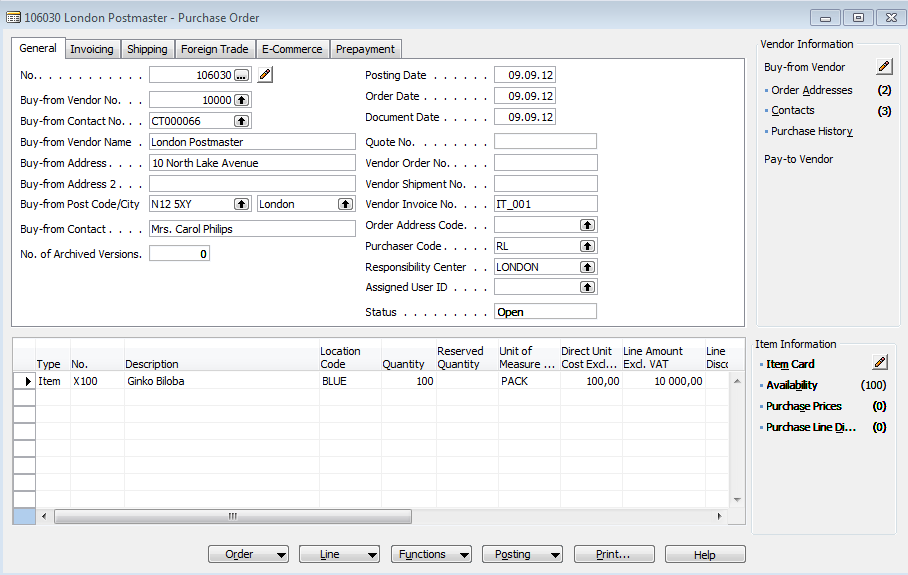 106030 London Postmaster - Purchase Order
General Invoicing Shipping Foreign Trade E-Commerce Prepayment
No. . . . . . . . . . . . 106030 ...
Buy-from Vendor No. . . . 10000
Buy-from Contact No. . . CT000066
Buy-from Vendor Name . London Postmaster
Buy-from Address . . . . 10 North Lake Avenue
Buy-from Address 2 . . .
Buy-from Post Code/City N12 5XY London
Buy-from Contact . . . . Mrs. Carol Philips
No. of Archived Versions. 0
Posting Date . . . . . . 09.09.12
Order Date . . . . . . . 09.09.12
Document Date . . . . . 09.09.12
Quote No. . . . . . . .
Vendor Order No. . . . .
Vendor Shipment No. . .
Vendor Invoice No. . . . IT_001
Order Address Code. . .
Purchaser Code . . . . . RL
Responsibility Center . . LONDON
Assigned User ID . . . .
Status . . . . . . . . . Open
Vendor Information
Buy-from Vendor
Order Addresses (2)
Contacts (3)
Purchase History
Pay-to Vendor
Type No. Description Location Code Quantity Reserved Quantity Unit of Measure ... Direct Unit Cost Excl... Line Amount Excl. VAT Line Disco
Item X100 Ginko Biloba BLUE 100 PACK 100,00 10 000,00
Item Information
Item Card
Availability (100)
Purchase Prices (0)
Purchase Line Di... (0)
Order Line Functions Posting Print... Help